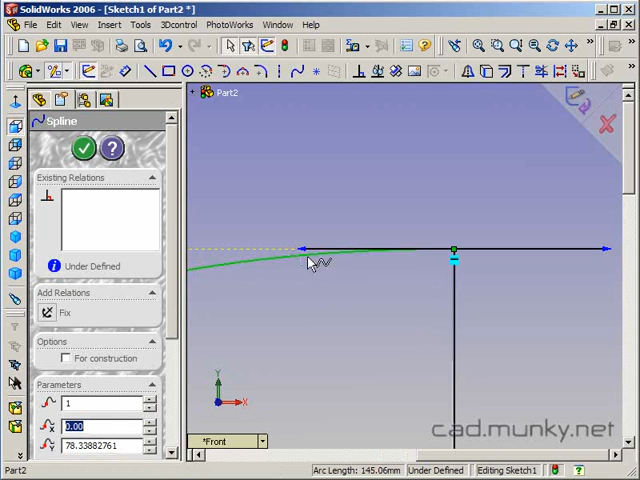 SolidWorks 2006 - [Sketch1 of Part2 *]
File Edit View Insert Tools 3Dcontrol PhotoWorks Window Help
Part2
Spline
Existing Relations
Under Defined
Add Relations
Fix
Options
For construction
Parameters
1
0.00
78.33882761
Y
X
*Front
cad.munky.net
Part2
Arc Length: 145.06mm Under Defined Editing Sketch1